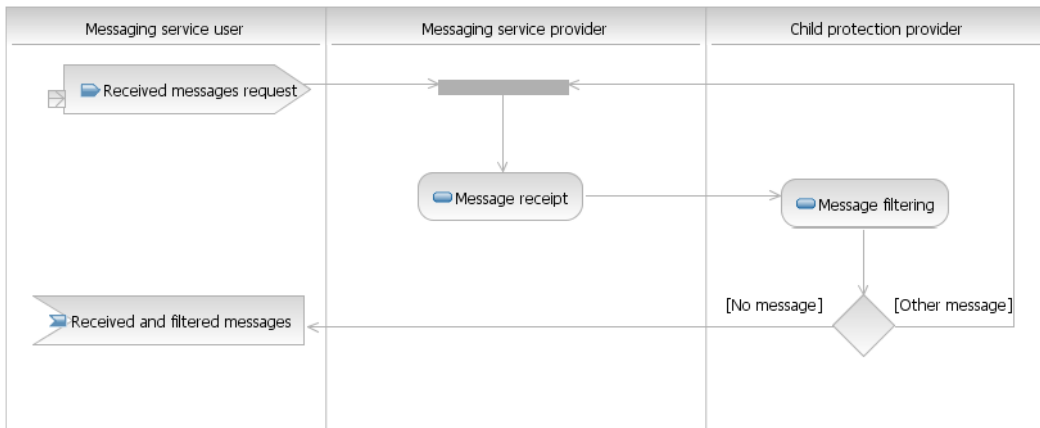 Messaging service user
Messaging service provider
Child protection provider
Received messages request
Message receipt
Message filtering
[No message]
[Other message]
Received and filtered messages